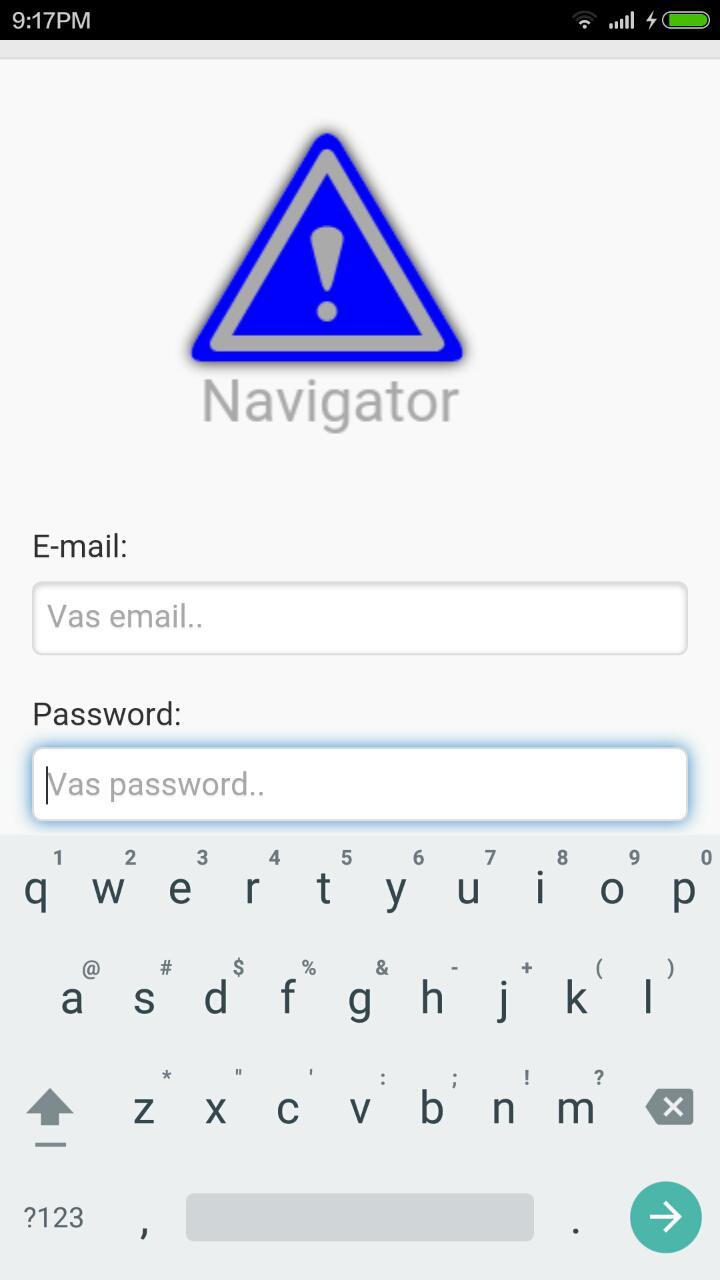 9:17PM
Navigator
E-mail:
Vas email..
Password:
Vas password..
1 2 3 4 5 6 7 8 9 0
q w e r t y u i o p
@ # $ % & - + ( )
a s d f g h j k l
* " ' : ; ! ?
z x c v b n m
?123 , .